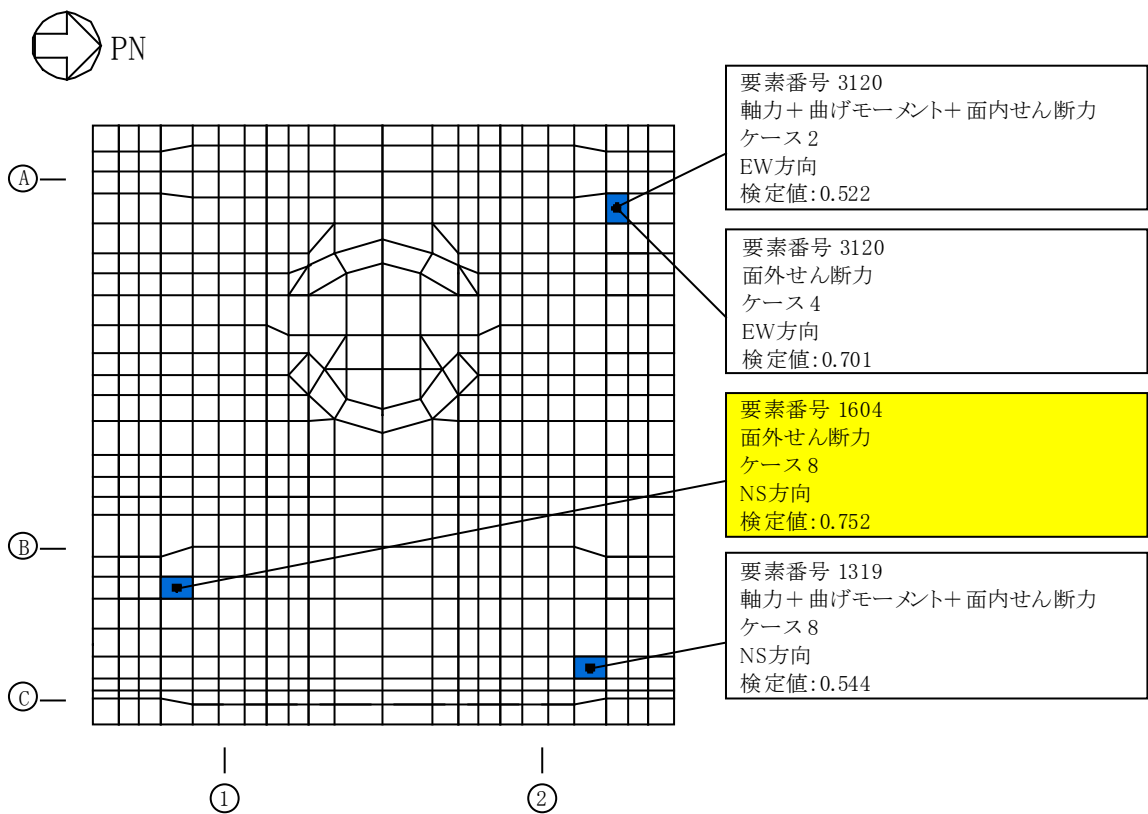 PN
要素番号 3120
軸力+曲げモーメント+面内せん断力
ケース2
EW方向
検定値:0.522
A
要素番号 3120
面外せん断力
ケース4
EW方向
検定値:0.701
要素番号 1604
面外せん断力
ケース8
NS方向
検定値:0.752
B
要素番号 1319
軸力+曲げモーメント+面内せん断力
ケース8
NS方向
検定値:0.544
C
1
2